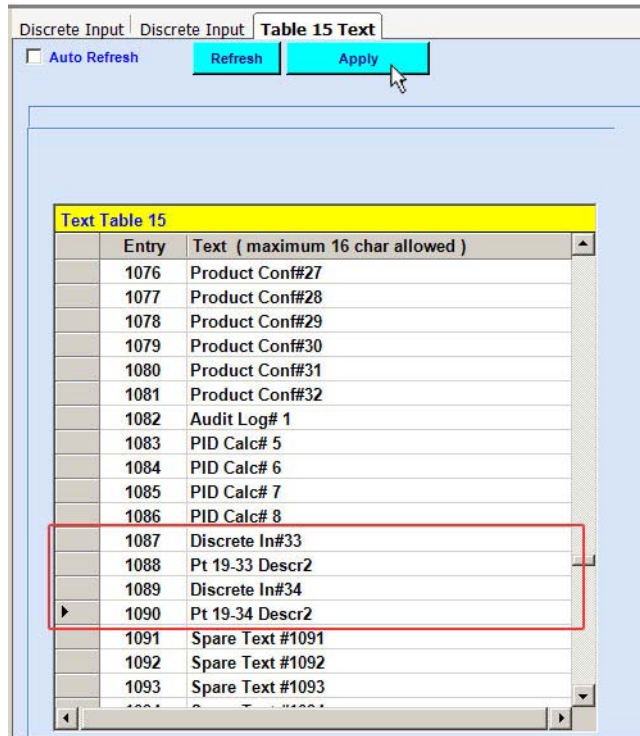 Discrete Input Discrete Input Table 15 Text
Auto Refresh Refresh Apply
Text Table 15
Entry Text ( maximum 16 char allowed )
1076 Product Conf#27
1077 Product Conf#28
1078 Product Conf#29
1079 Product Conf#30
1080 Product Conf#31
1081 Product Conf#32
1082 Audit Log# 1
1083 PID Calc# 5
1084 PID Calc# 6
1085 PID Calc# 7
1086 PID Calc# 8
1087 Discrete In#33
1088 Pt 19-33 Descr2
1089 Discrete In#34
1090 Pt 19-34 Descr2
1091 Spare Text #1091
1092 Spare Text #1092
1093 Spare Text #1093